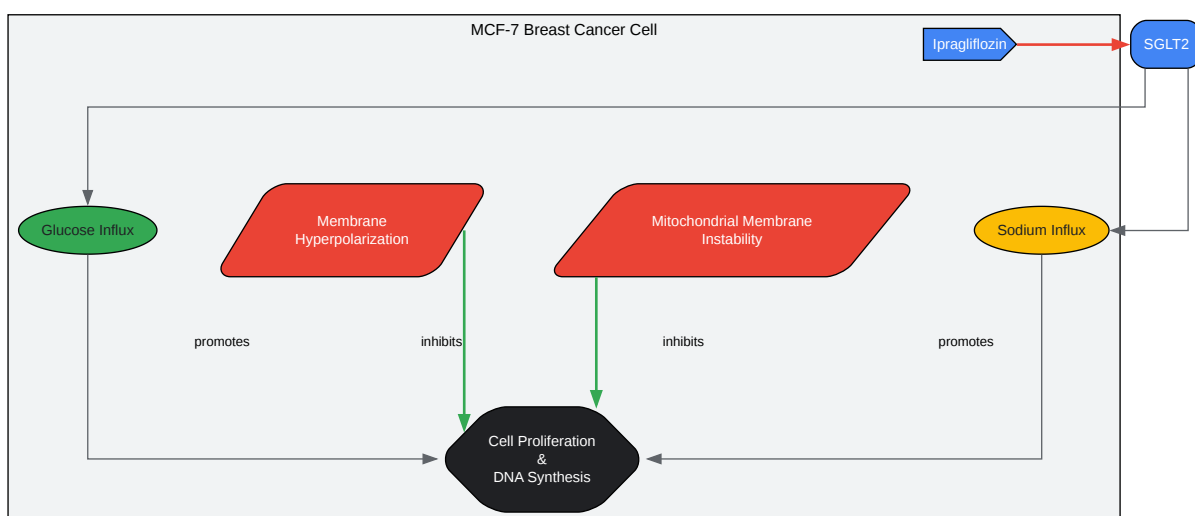 MCF-7 Breast Cancer Cell
Ipragliflozin
SGLT2
Glucose Influx
Membrane
Hyperpolarization
Mitochondrial Membrane
Instability
Sodium Influx
promotes
inhibits
inhibits
promotes
Cell Proliferation
&
DNA Synthesis